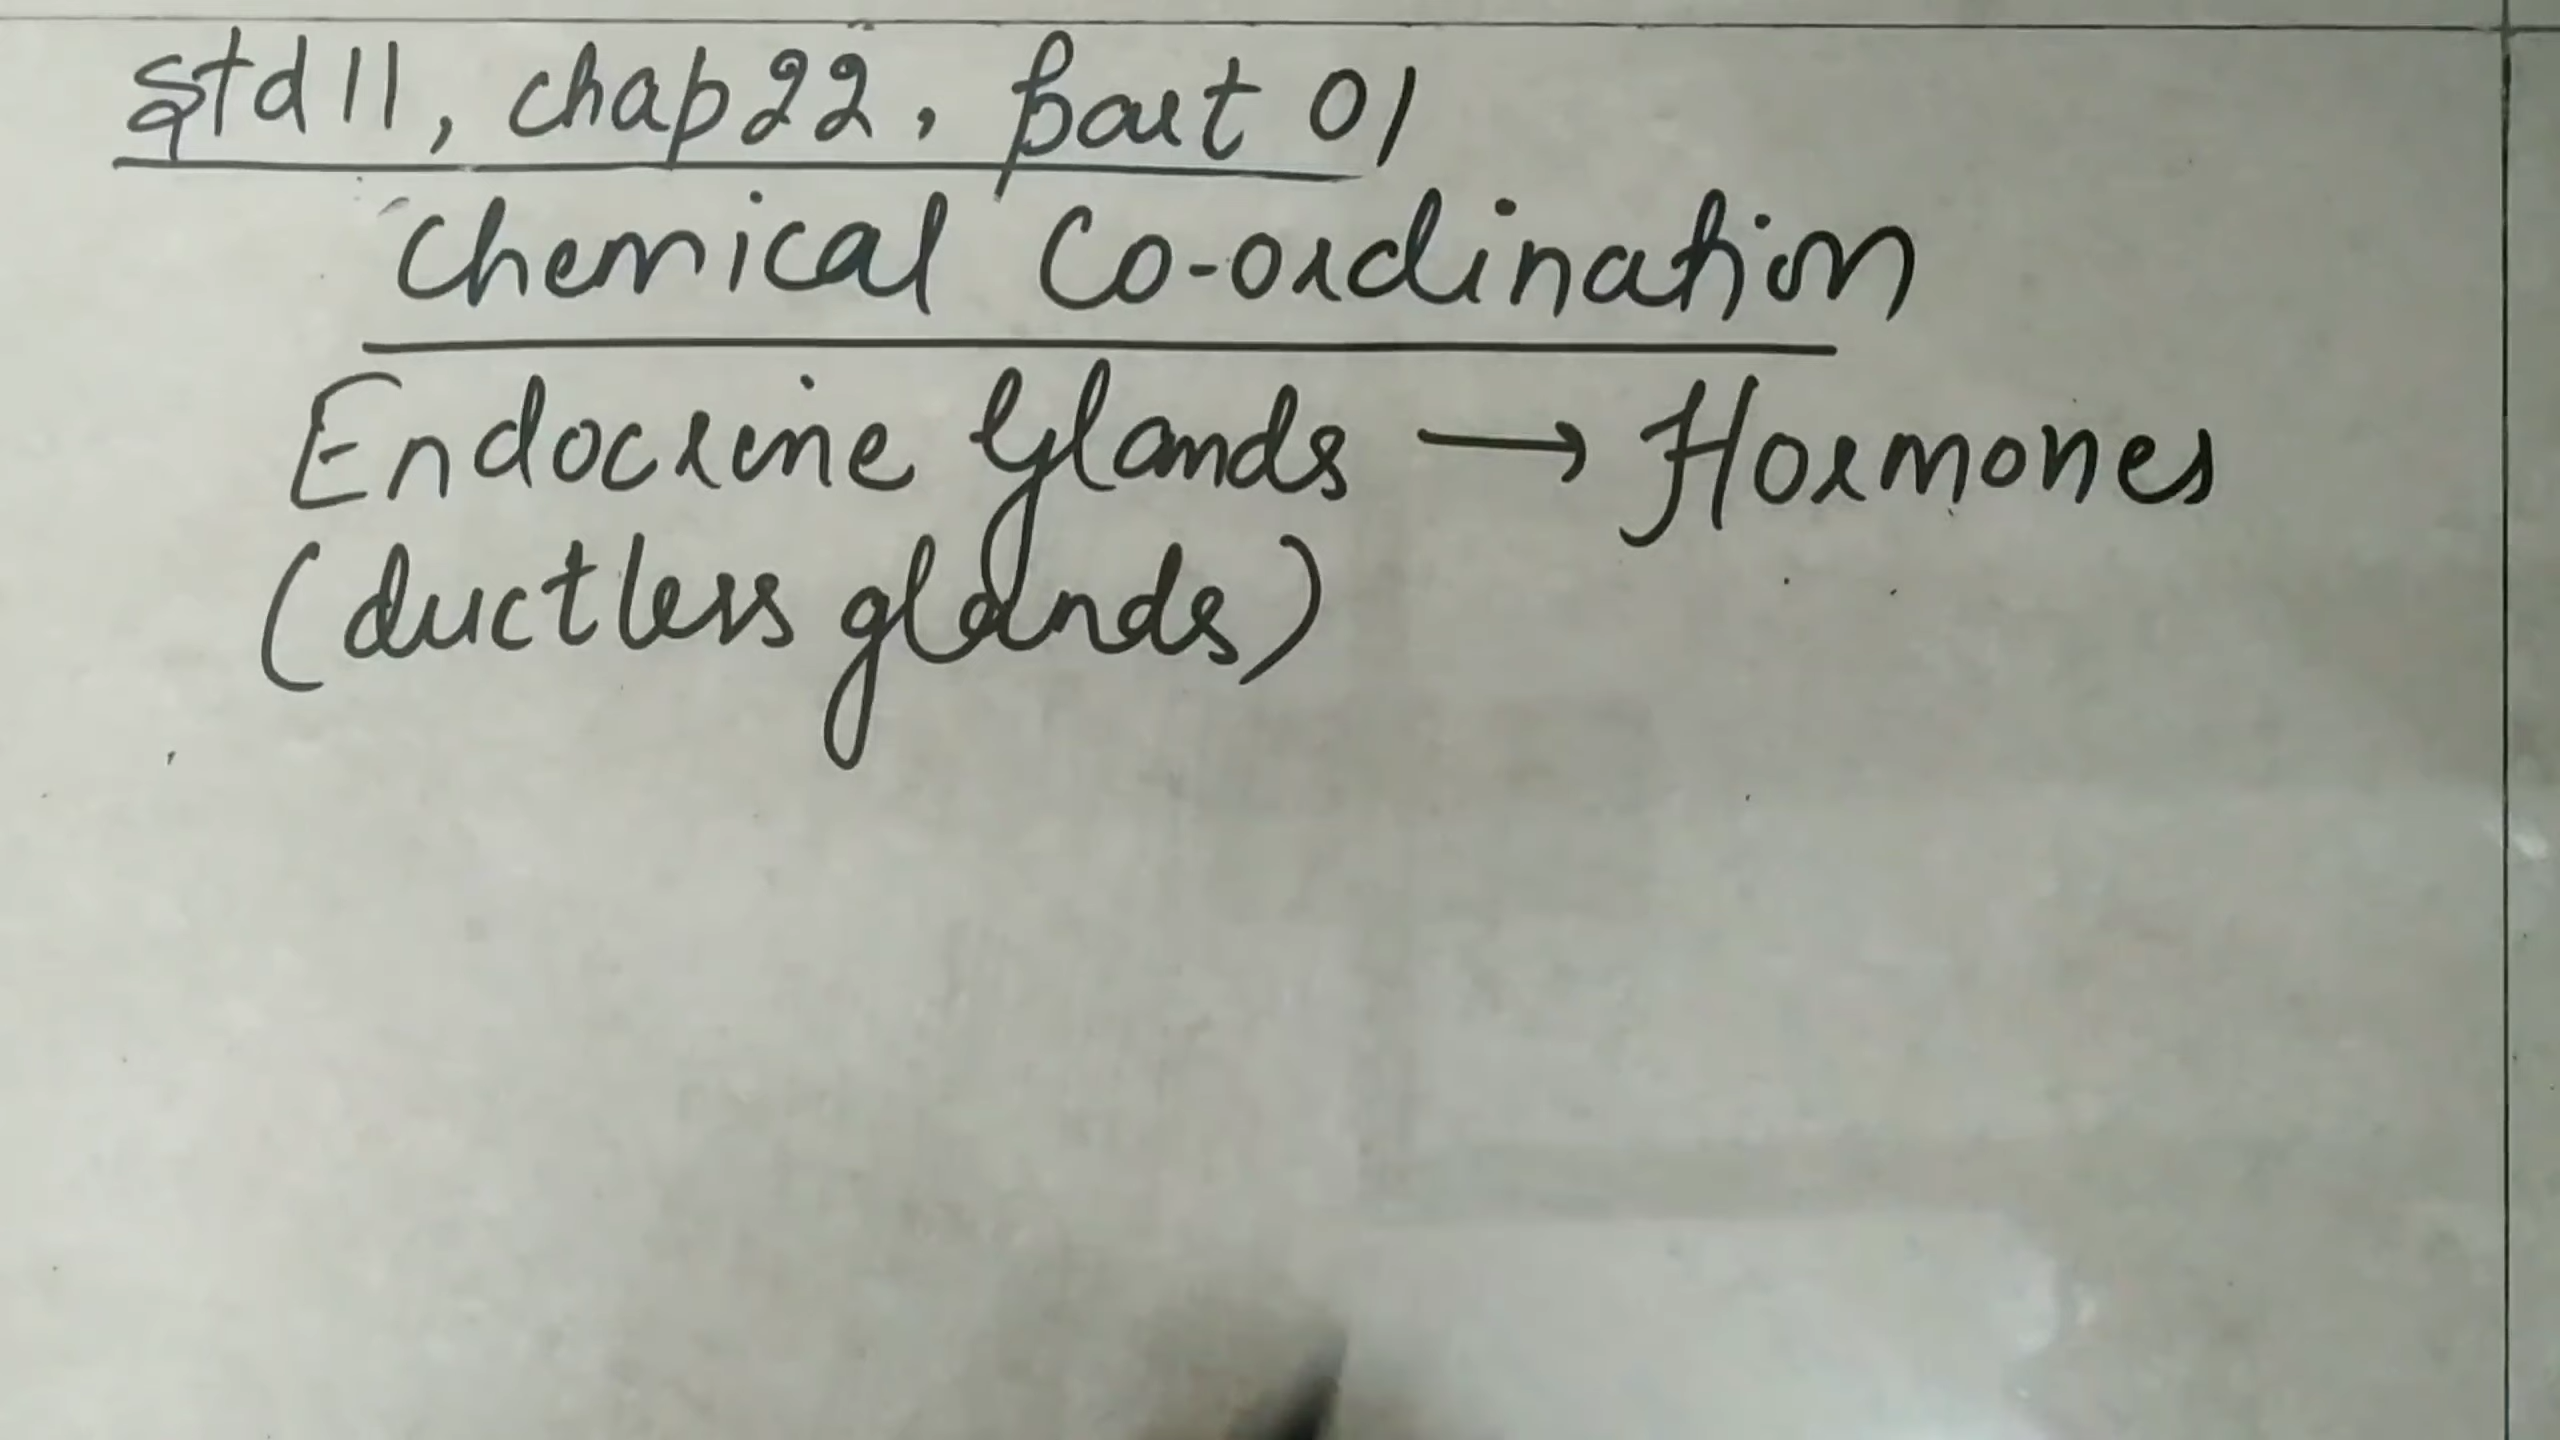 Std 11, chap 22, Part 01
Chemical Co-ordination
Endocrine Glands → Hormones
(ductless glands)